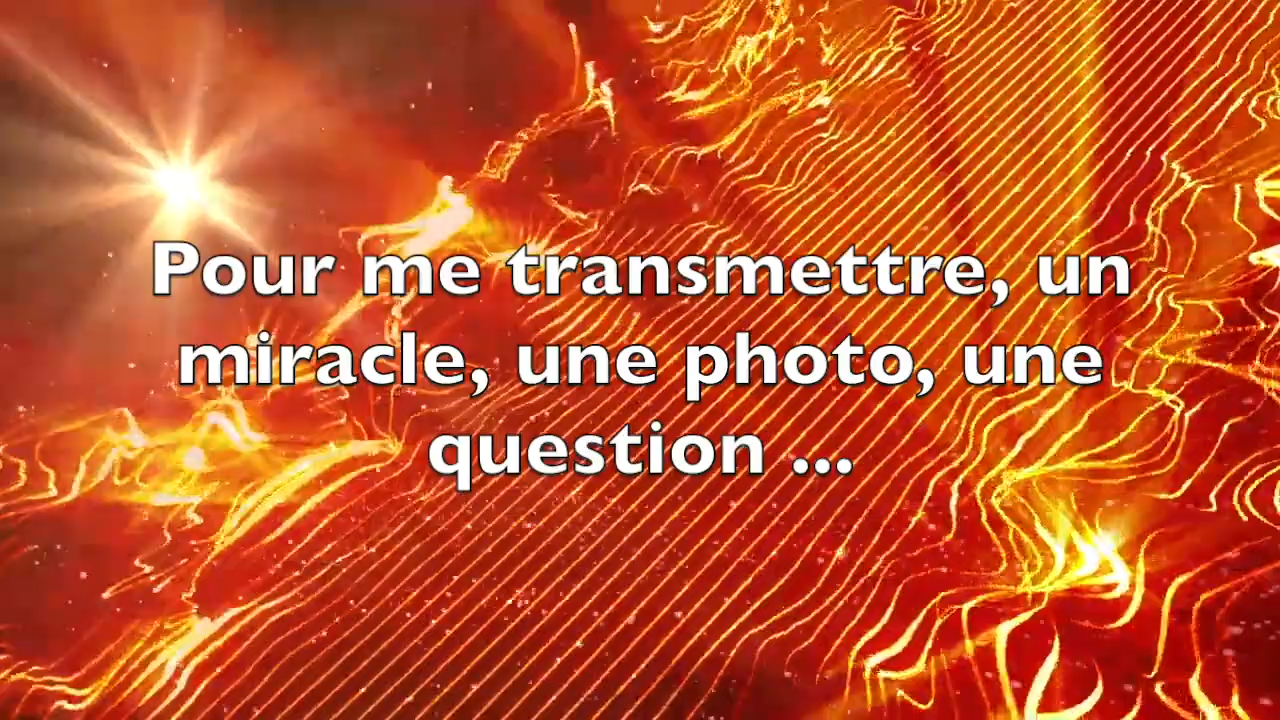 Pour me transmettre, un
miracle, une photo, une
question ...